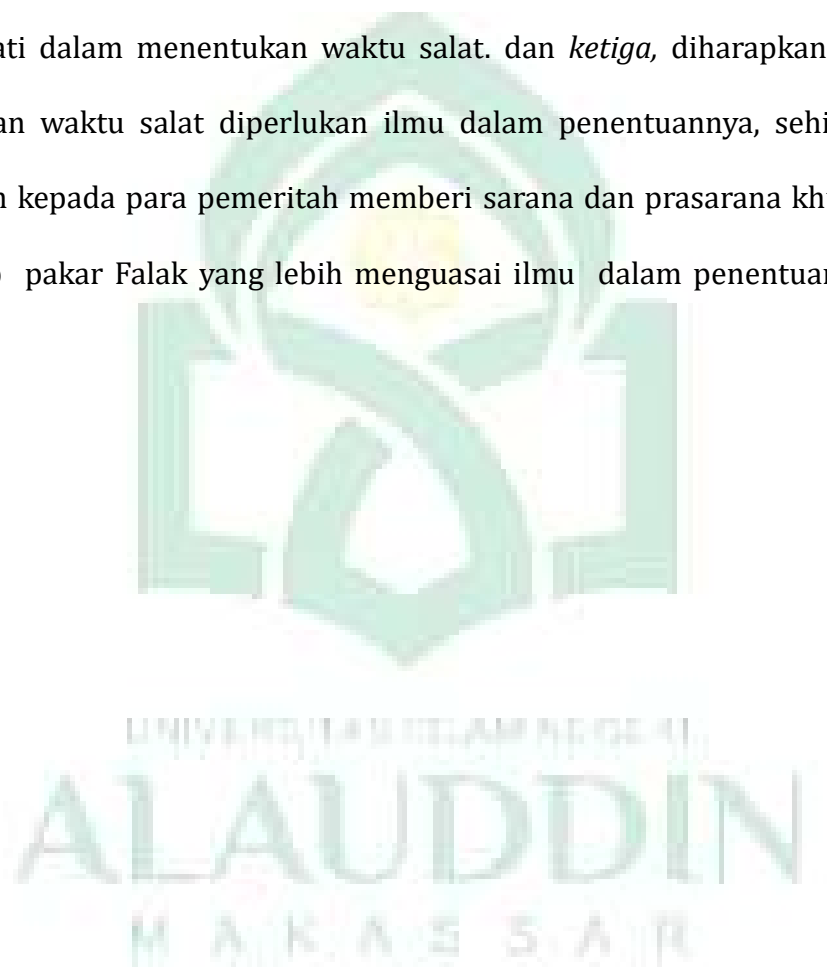 ati dalam menentukan waktu salat. dan ketiga, diharapkan
an waktu salat diperlukan ilmu dalam penentuannya, sehi
kepada para pemeritah memberi sarana dan prasarana kh
pakar Falak yang lebih menguasai ilmu dalam penentuan
UNIVERSITAS ISLAM NEGERI
ALAUDDIN
MAKASSAR